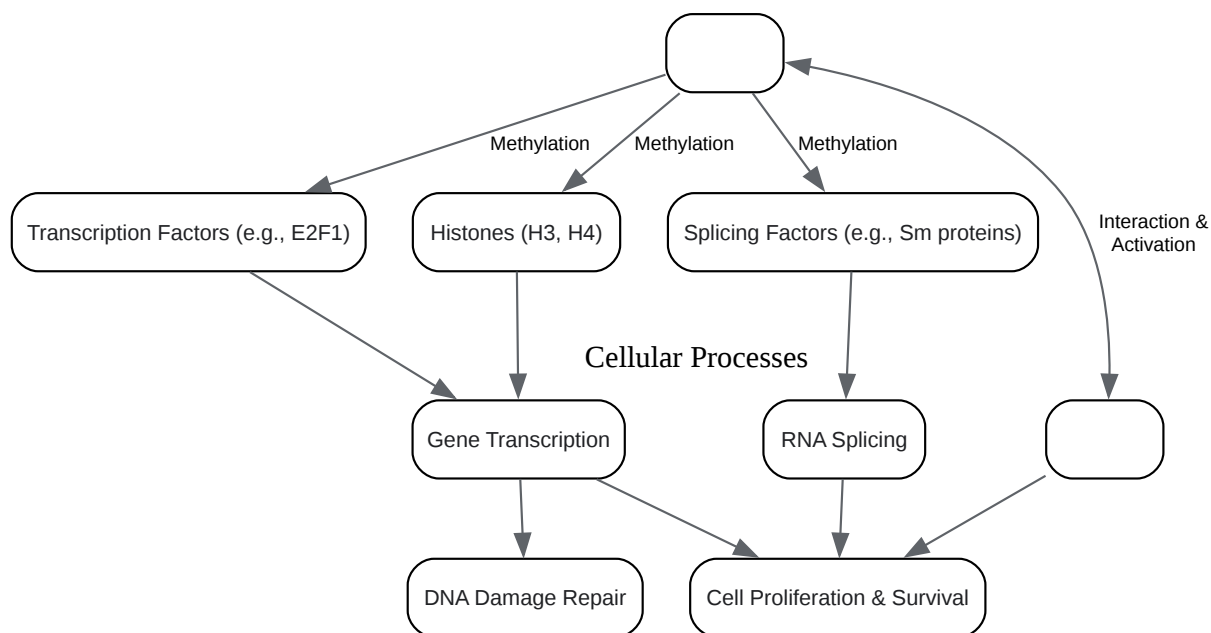 Methylation
Methylation
Methylation
Transcription Factors (e.g., E2F1)
Histones (H3, H4)
Splicing Factors (e.g., Sm proteins)
Interaction &
Activation
Cellular Processes
Gene Transcription
RNA Splicing
DNA Damage Repair
Cell Proliferation & Survival